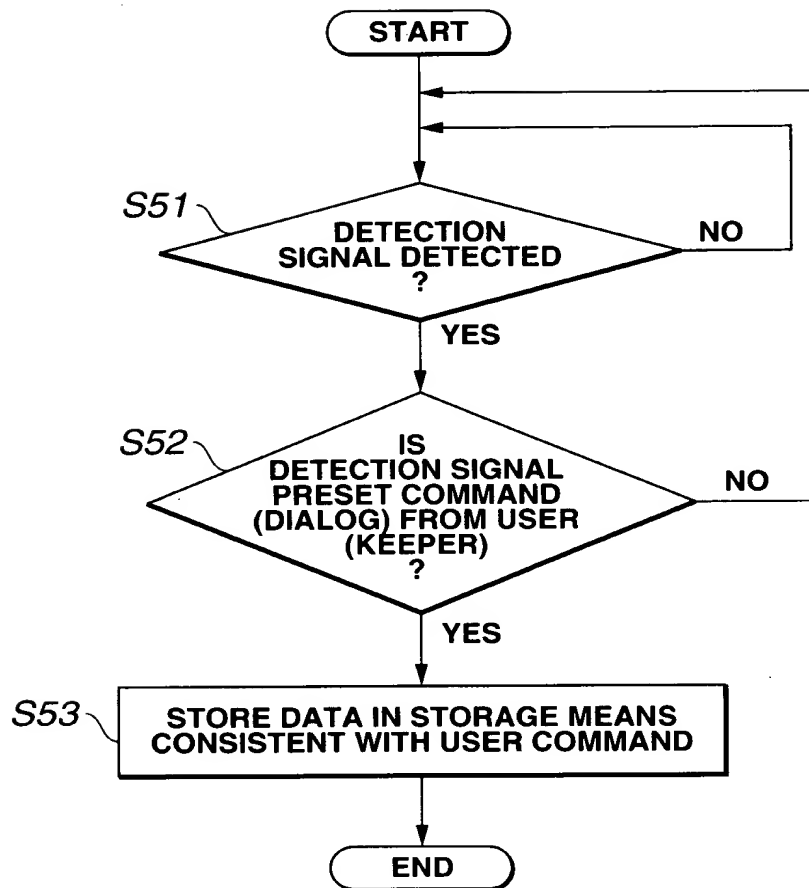 START
S51
DETECTION
SIGNAL DETECTED
?
NO
YES
S52
IS
DETECTION SIGNAL
PRESET COMMAND
(DIALOG) FROM USER
(KEEPER)
?
NO
YES
S53
STORE DATA IN STORAGE MEANS
CONSISTENT WITH USER COMMAND
END